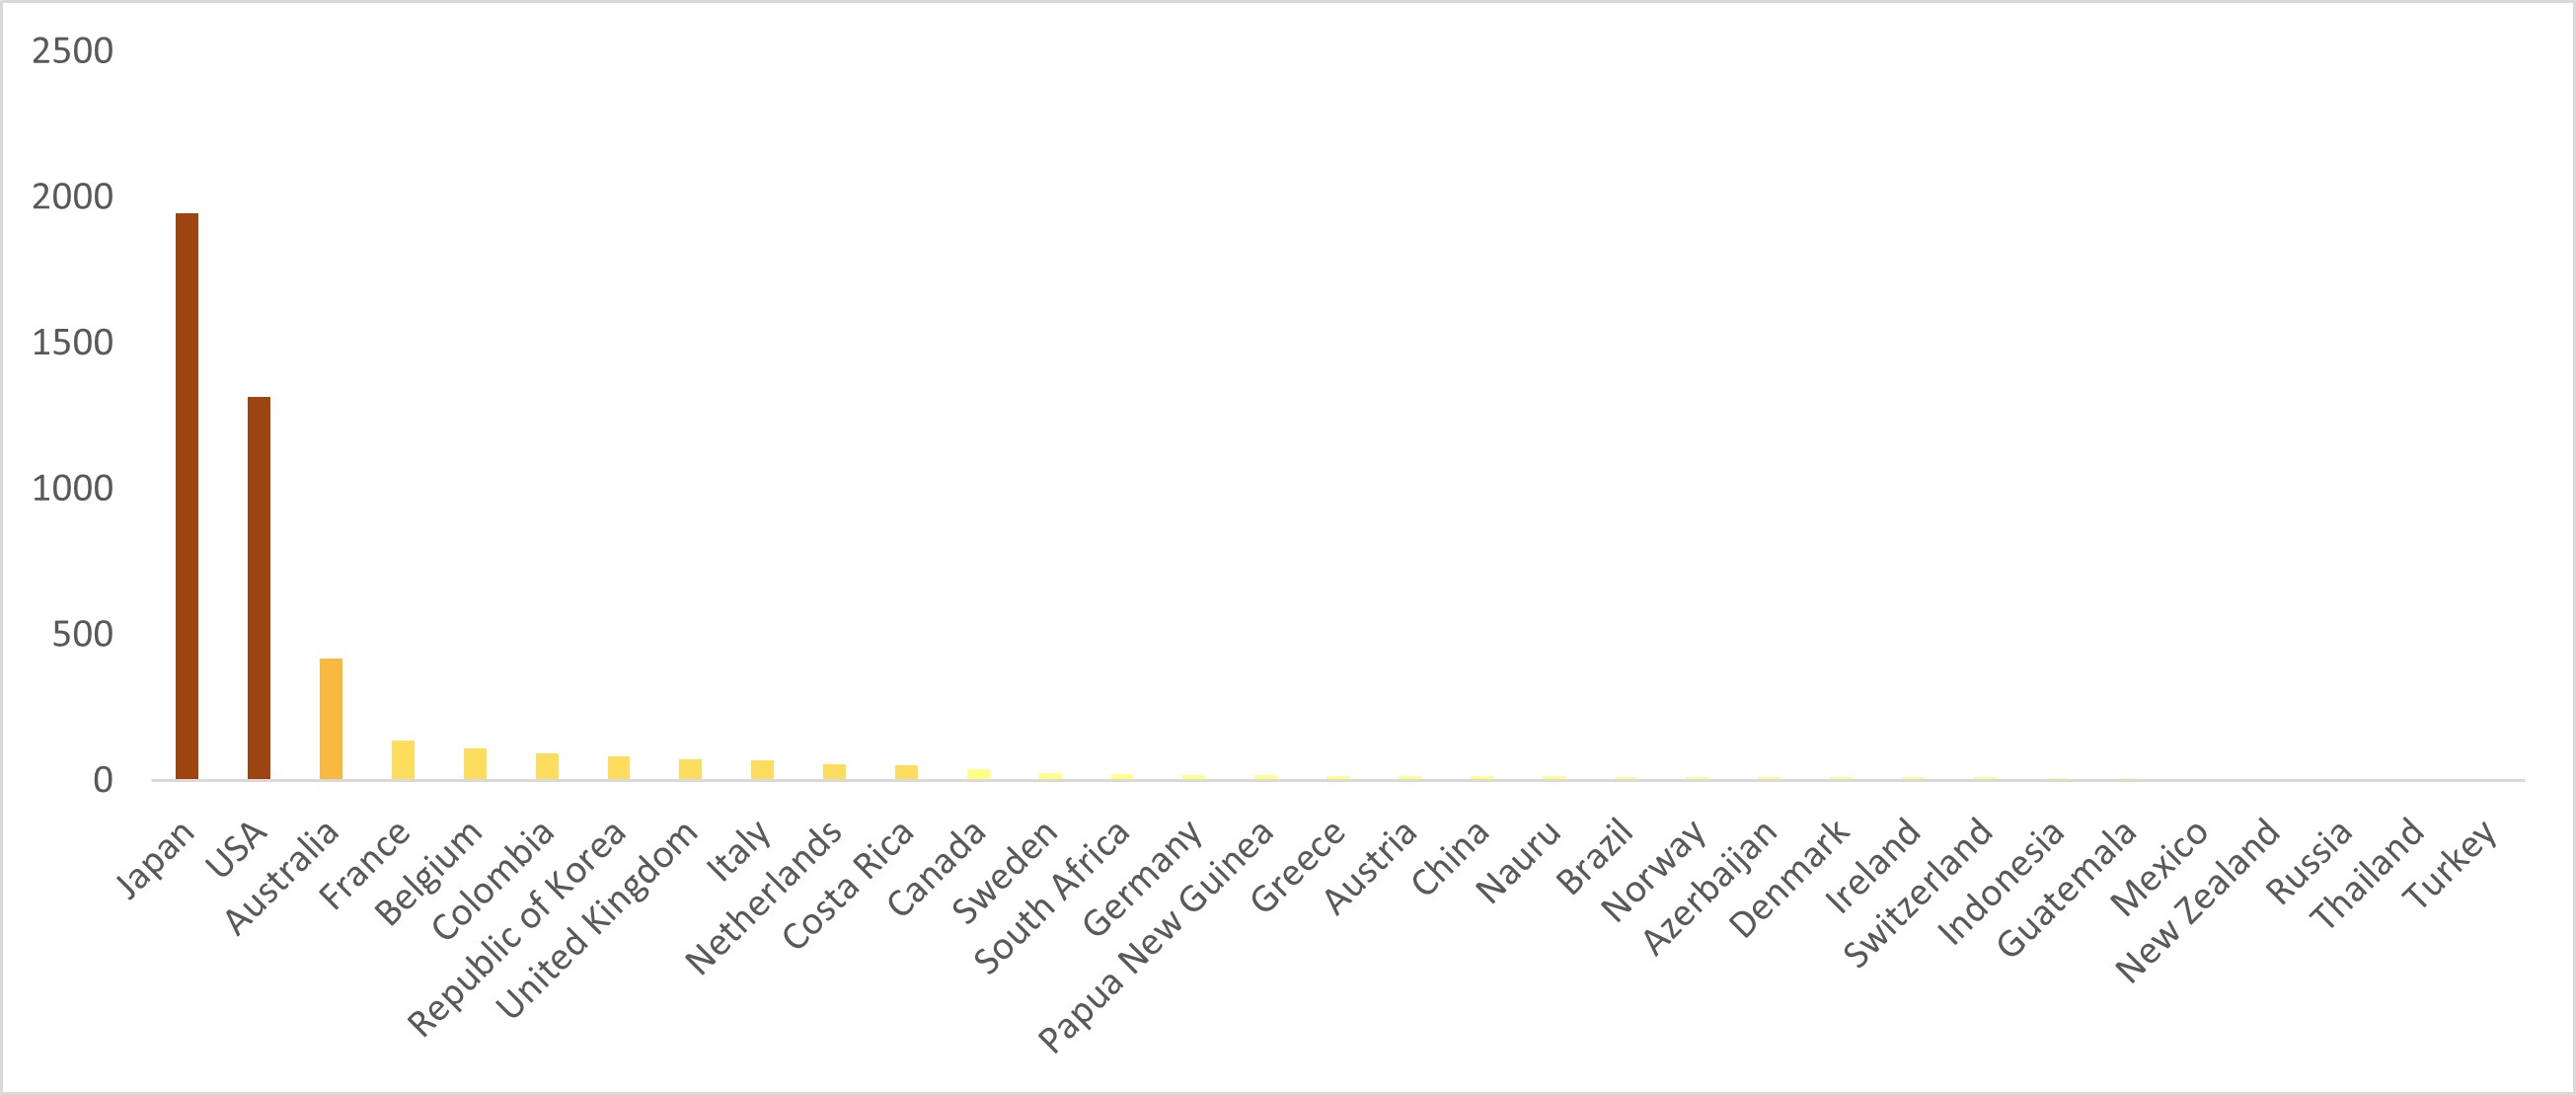 2500
2000
1500
1000
500
0
Japan
USA
Australia
France
Belgium
Colombia
Republic of Korea
United Kingdom
Italy
Netherlands
Costa Rica
Canada
Sweden
South Africa
Germany
Papua New Guinea
Greece
Austria
China
Nauru
Brazil
Norway
Azerbaijan
Denmark
Ireland
Switzerland
Indonesia
Guatemala
Mexico
New Zealand
Russia
Thailand
Turkey